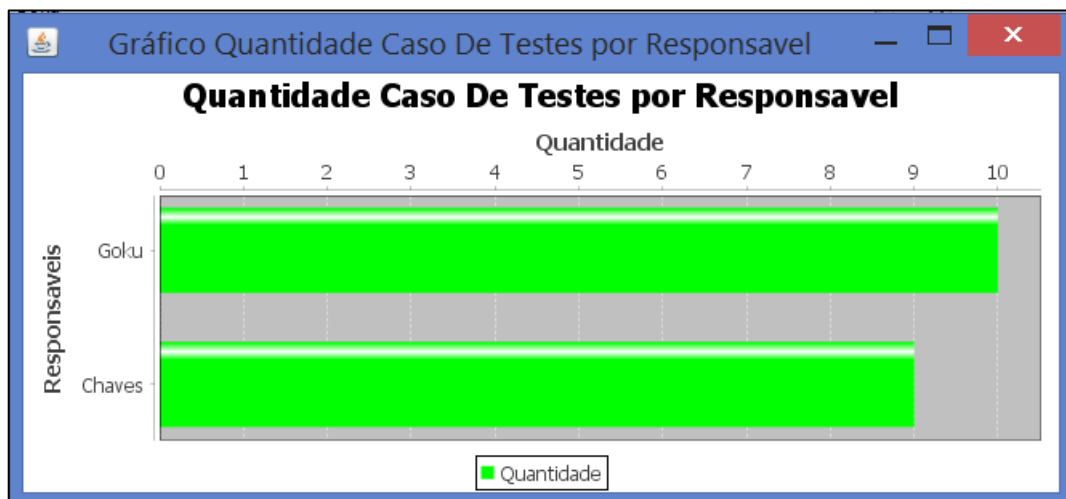 Gráfico Quantidade Caso De Testes por Responsavel
Quantidade Caso De Testes por Responsavel
Quantidade
0 1 2 3 4 5 6 7 8 9 10
Responsaveis
Goku
Chaves
Quantidade